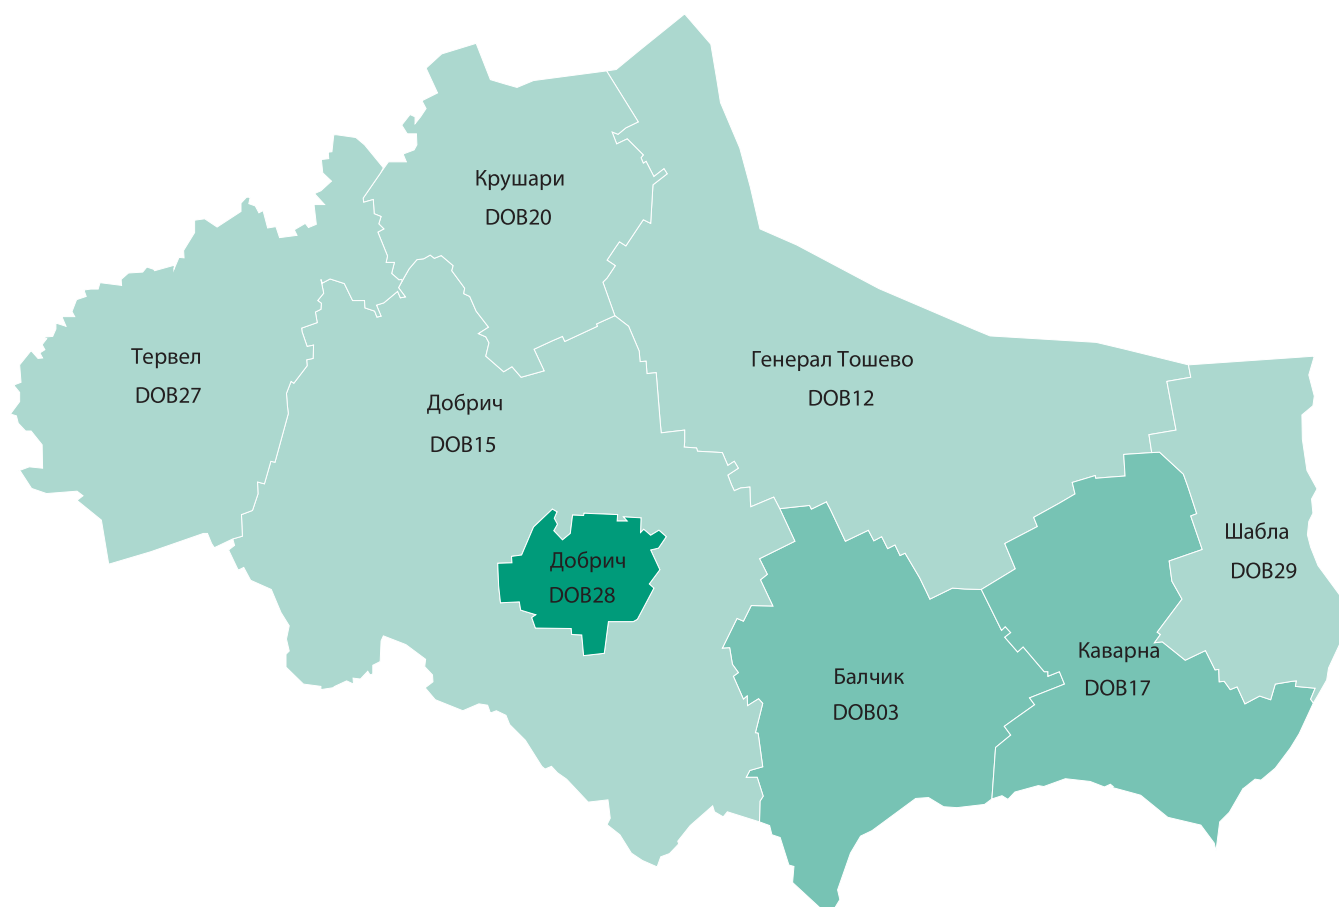 Крушари
DOB20
Тервел
DOB27
Генерал Тошево
DOB12
Добрич
DOB15
Шабла
DOB29
Добрич
DOB28
Каварна
DOB17
Балчик
DOB03